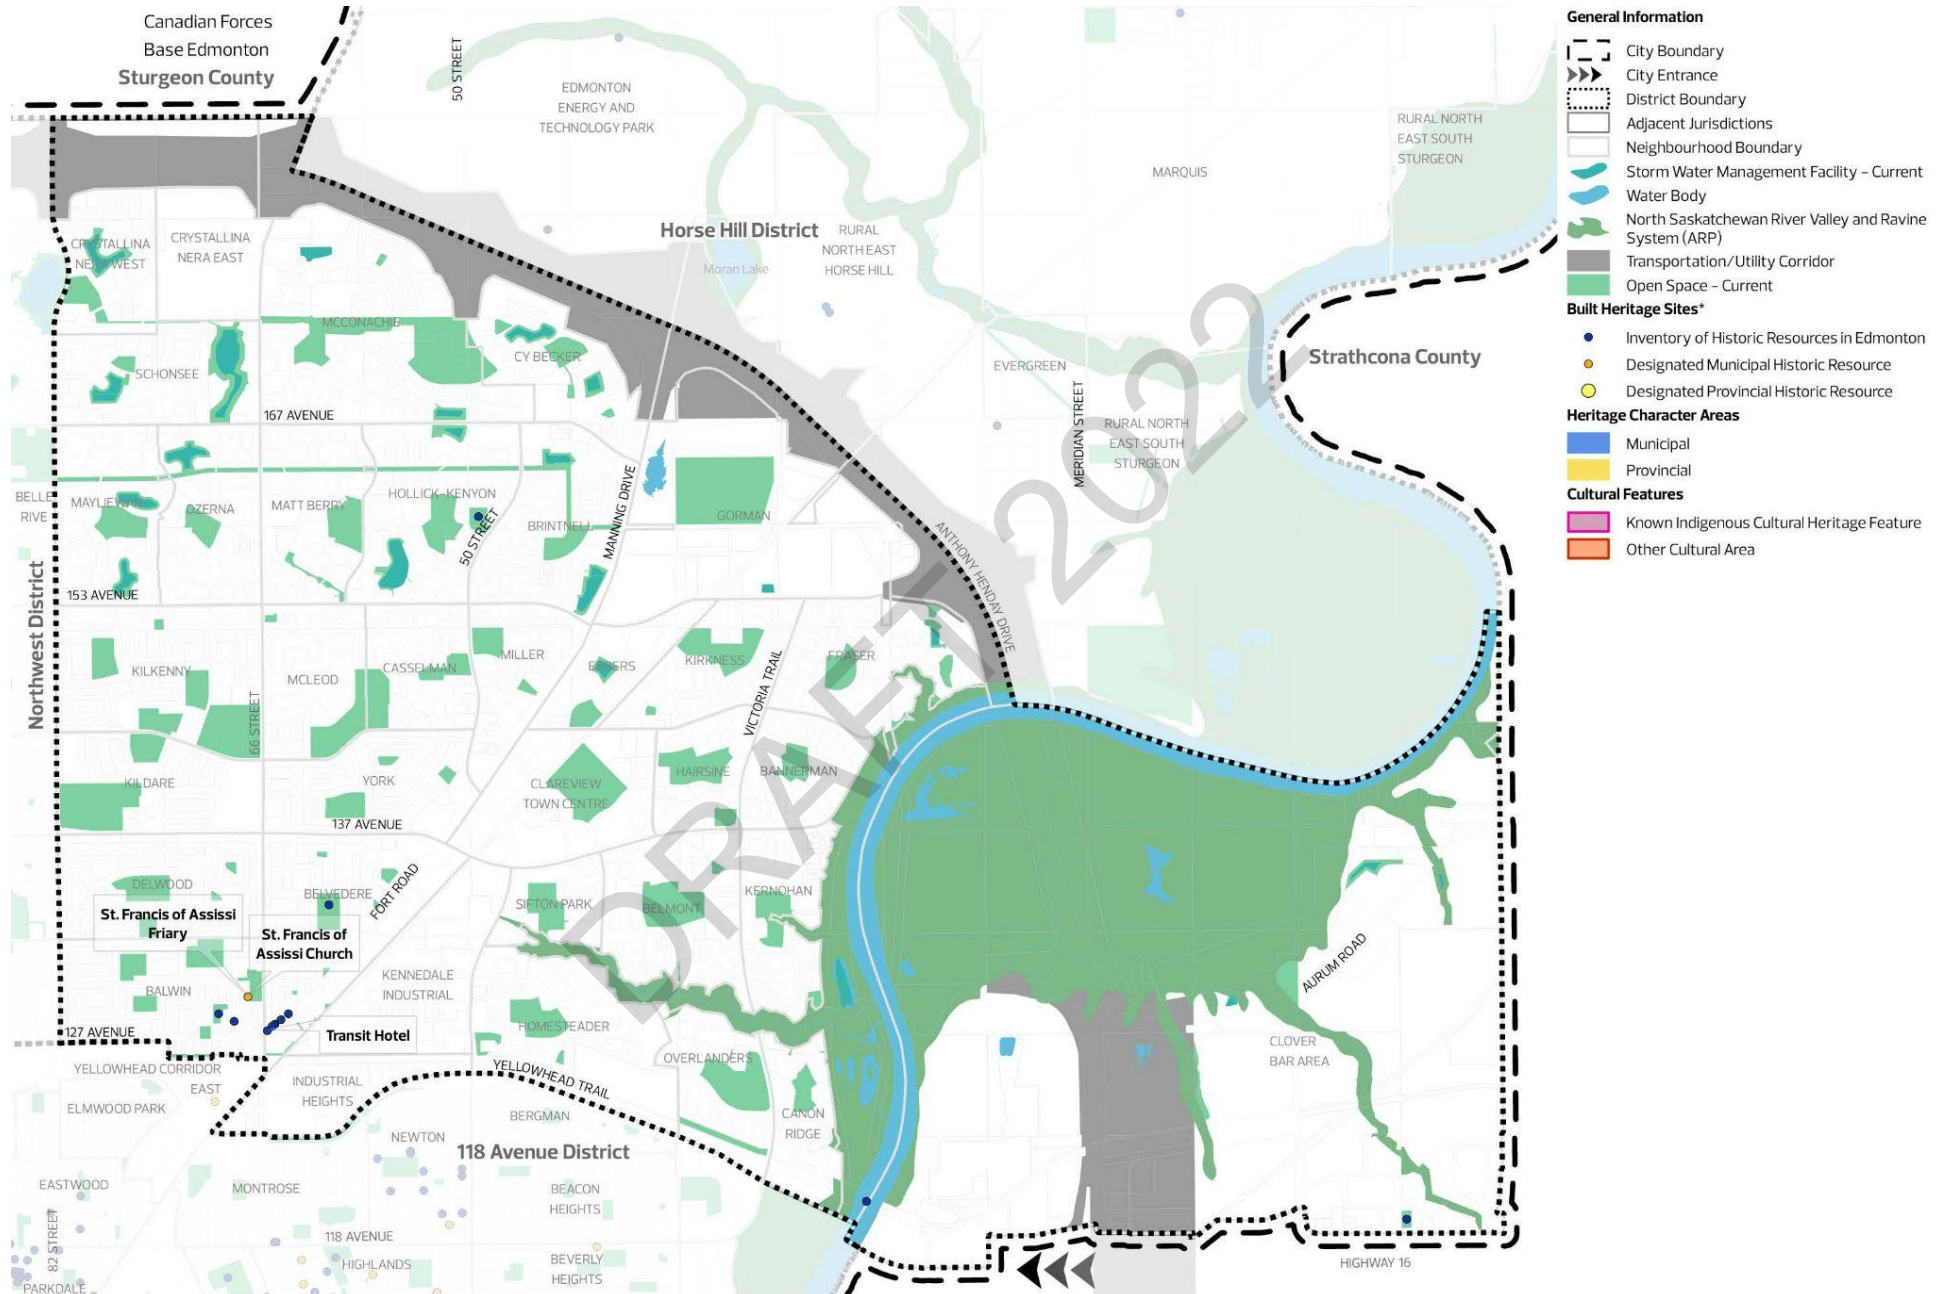 Canadian Forces
Base Edmonton
Sturgeon County
50 STREET
EDMONTON
ENERGY AND
TECHNOLOGY PARK
RURAL NORTH
EAST SOUTH
STURGEON
MARQUIS
Horse Hill District
RURAL
NORTH EAST
HORSE HILL
Moran Lake
CRYSTALLINA
NERA WEST
CRYSTALLINA
NERA EAST
MCCONACHIE
CY BECKER
SCHONSEE
167 AVENUE
EVERGREEN
Strathcona County
MERIDIAN STREET
RURAL NORTH
EAST SOUTH
STURGEON
BELLE
RIVE
MAYLIEWAN
OZERNA
MATT BERRY
HOLLICK-KENYON
50 STREET
BRINTNELL
MANNING DRIVE
GORMAN
ANTHONY HENDAY DRIVE
Northwest District
153 AVENUE
KILKENNY
66 STREET
MCLEOD
CASSELMAN
MILLER
EBBERS
KIRKNESS
VICTORIA TRAIL
FRASER
KILDARE
YORK
CLAREVIEW
TOWN CENTRE
HAIRSINE
BANNERMAN
137 AVENUE
DELWOOD
BELVEDERE
FORT ROAD
SIFTON PARK
BELMONT
KERNOHAN
St. Francis of Assissi
Friary
St. Francis of
Assissi Church
BALWIN
KENNEDALE
INDUSTRIAL
AURUM ROAD
127 AVENUE
Transit Hotel
HOMESTEADER
OVERLANDERS
CLOVER
BAR AREA
YELLOWHEAD CORRIDOR
EAST
ELMWOOD PARK
INDUSTRIAL
HEIGHTS
YELLOWHEAD TRAIL
BERGMAN
CANON
RIDGE
NEWTON
118 Avenue District
EASTWOOD
MONTROSE
BEACON
HEIGHTS
82 STREET
118 AVENUE
HIGHLANDS
BEVERLY
HEIGHTS
PARKDALE
HIGHWAY 16
DRAFT 2022
General Information
City Boundary
City Entrance
District Boundary
Adjacent Jurisdictions
Neighbourhood Boundary
Storm Water Management Facility - Current
Water Body
North Saskatchewan River Valley and Ravine
System (ARP)
Transportation/Utility Corridor
Open Space - Current
Built Heritage Sites*
Inventory of Historic Resources in Edmonton
Designated Municipal Historic Resource
Designated Provincial Historic Resource
Heritage Character Areas
Municipal
Provincial
Cultural Features
Known Indigenous Cultural Heritage Feature
Other Cultural Area